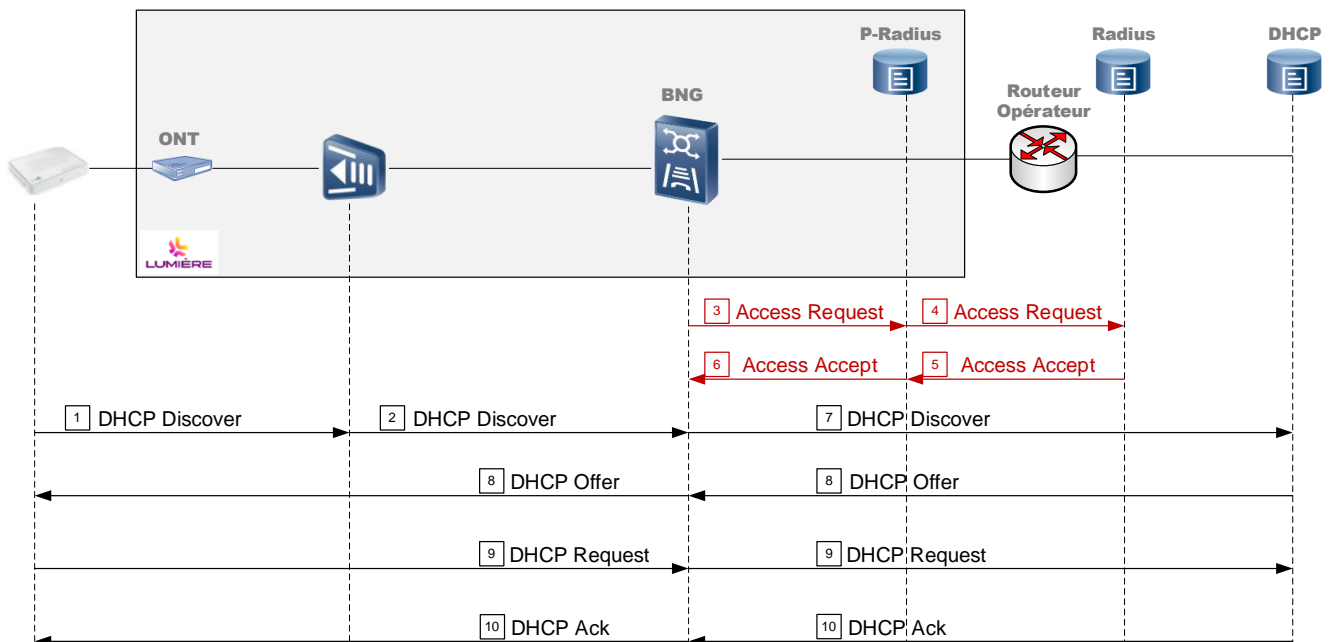 P-Radius
Radius
DHCP
BNG
Routeur
Opérateur
ONT
LUMIÈRE
3 Access Request
4 Access Request
6 Access Accept
5 Access Accept
1 DHCP Discover
2 DHCP Discover
7 DHCP Discover
8 DHCP Offer
8 DHCP Offer
9 DHCP Request
9 DHCP Request
10 DHCP Ack
10 DHCP Ack